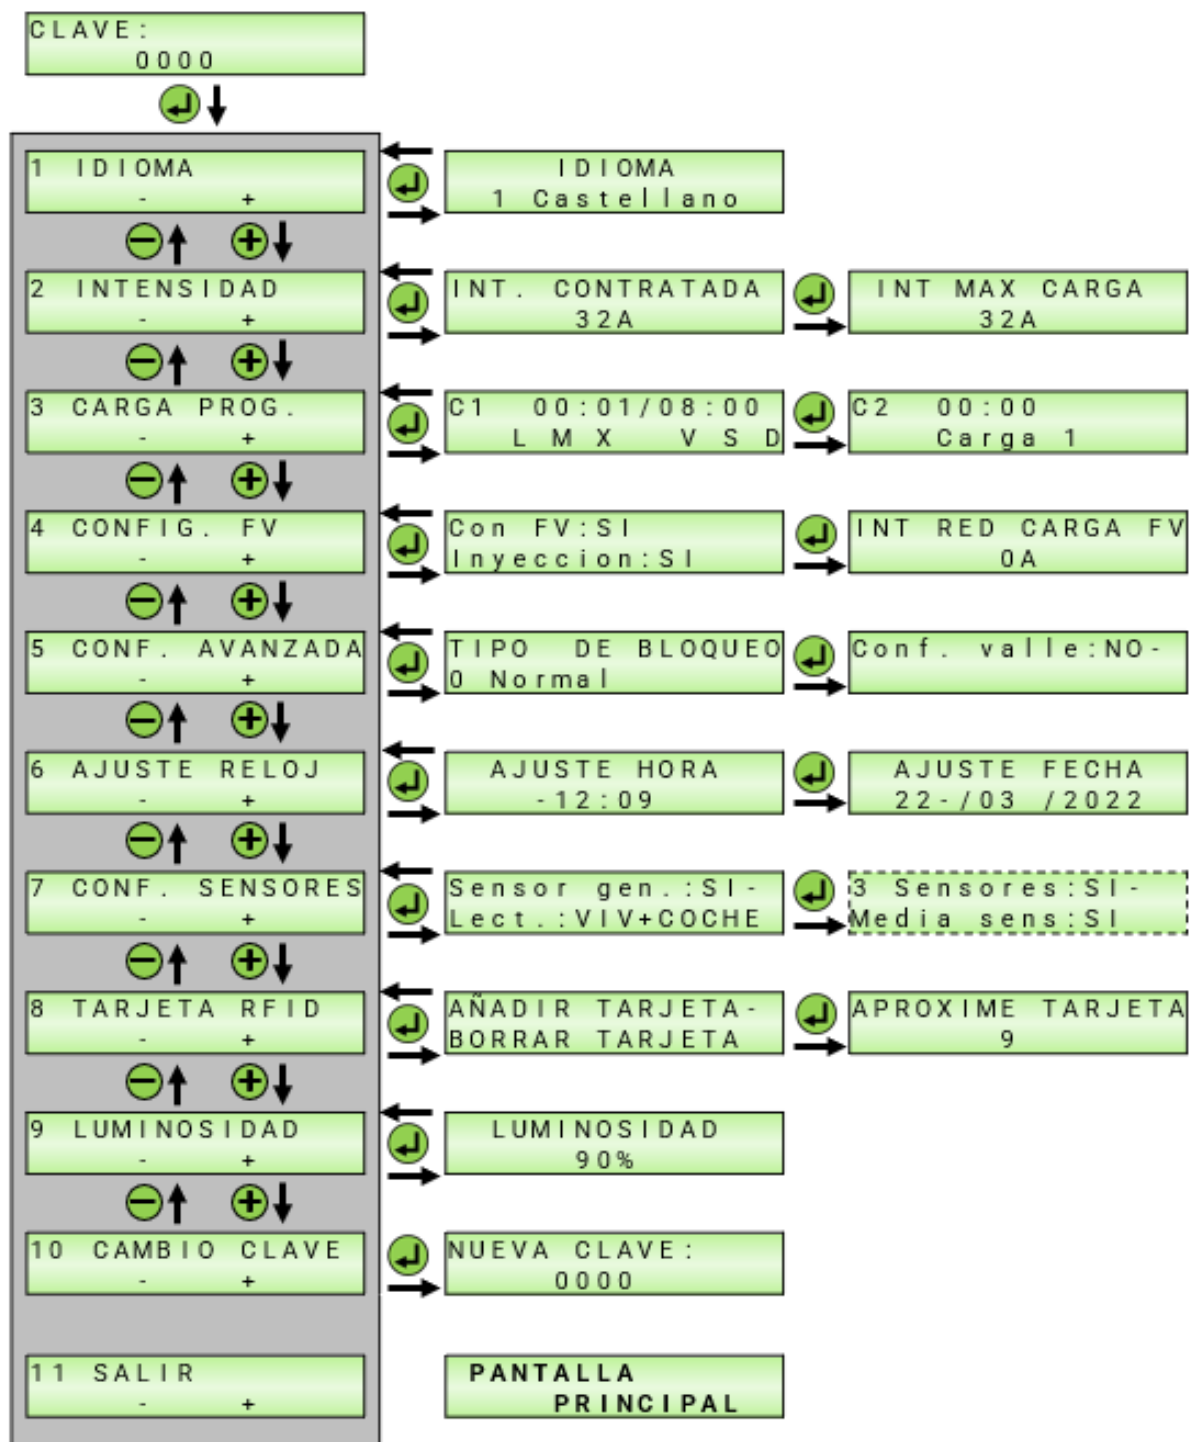 CLAVE:
0000
1 IDIOMA
- +
IDIOMA
1 Castellano
2 INTENSIDAD
- +
INT. CONTRATADA
32A
INT MAX CARGA
32A
3 CARGA PROG.
- +
C1 00:01/08:00
L M X V S D
C2 00:00
Carga 1
4 CONFIG. FV
- +
Con FV:SI
Inyeccion:SI
INT RED CARGA FV
0A
5 CONF. AVANZADA
- +
TIPO DE BLOQUEO
0 Normal
Conf. valle:NO-
6 AJUSTE RELOJ
- +
AJUSTE HORA
-12:09
AJUSTE FECHA
22-/03 /2022
7 CONF. SENSORES
- +
Sensor gen.:SI-
Lect.:VIV+COCHE
3 Sensores:SI-
Media sens:SI
8 TARJETA RFID
- +
AÑADIR TARJETA-
BORRAR TARJETA
APROXIME TARJETA
9
9 LUMINOSIDAD
- +
LUMINOSIDAD
90%
10 CAMBIO CLAVE
- +
NUEVA CLAVE:
0000
11 SALIR
- +
PANTALLA
PRINCIPAL